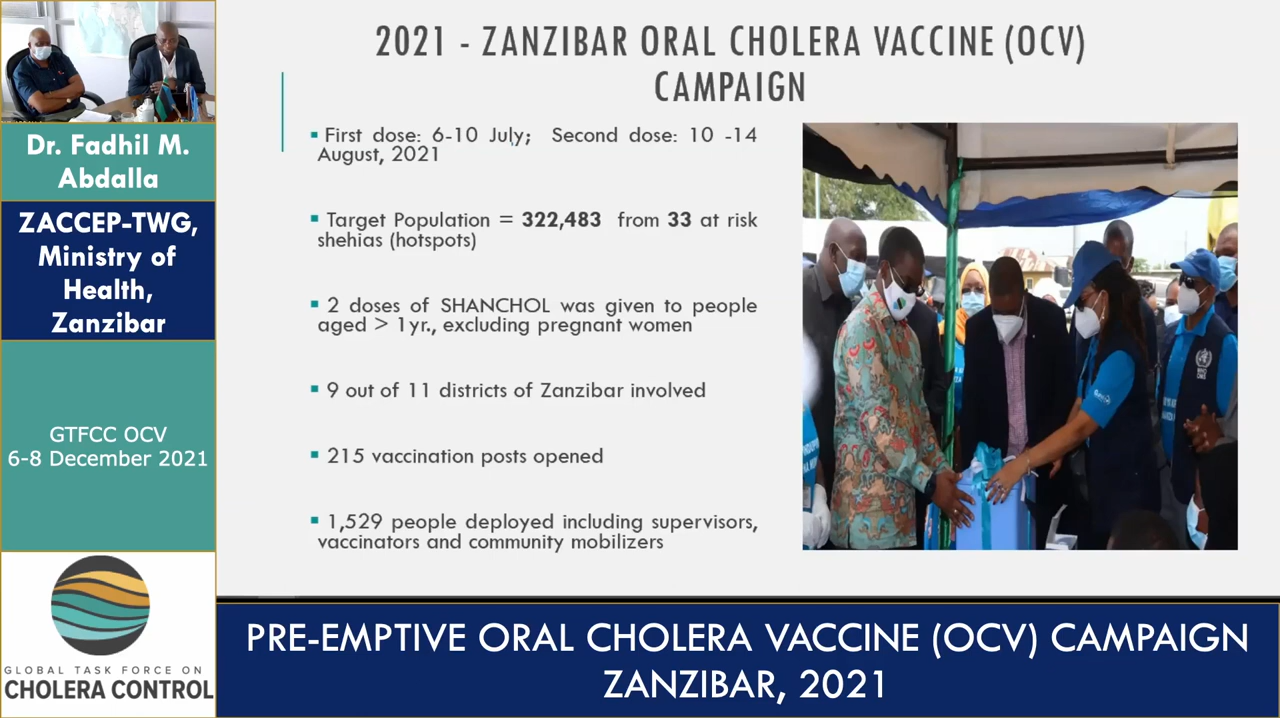 Dr. Fadhil M.
Abdalla
ZACCEP-TWG,
Ministry of
Health,
Zanzibar
GTFCC OCV
6-8 December 2021
GLOBAL TASK FORCE ON
CHOLERA CONTROL
2021 - ZANZIBAR ORAL CHOLERA VACCINE (OCV)
CAMPAIGN
▪ First dose: 6-10 July; Second dose: 10 -14
August, 2021
▪ Target Population = 322,483 from 33 at risk
shehias (hotspots)
▪ 2 doses of SHANCHOL was given to people
aged > 1yr., excluding pregnant women
▪ 9 out of 11 districts of Zanzibar involved
▪ 215 vaccination posts opened
▪ 1,529 people deployed including supervisors,
vaccinators and community mobilizers
PRE-EMPTIVE ORAL CHOLERA VACCINE (OCV) CAMPAIGN
ZANZIBAR, 2021